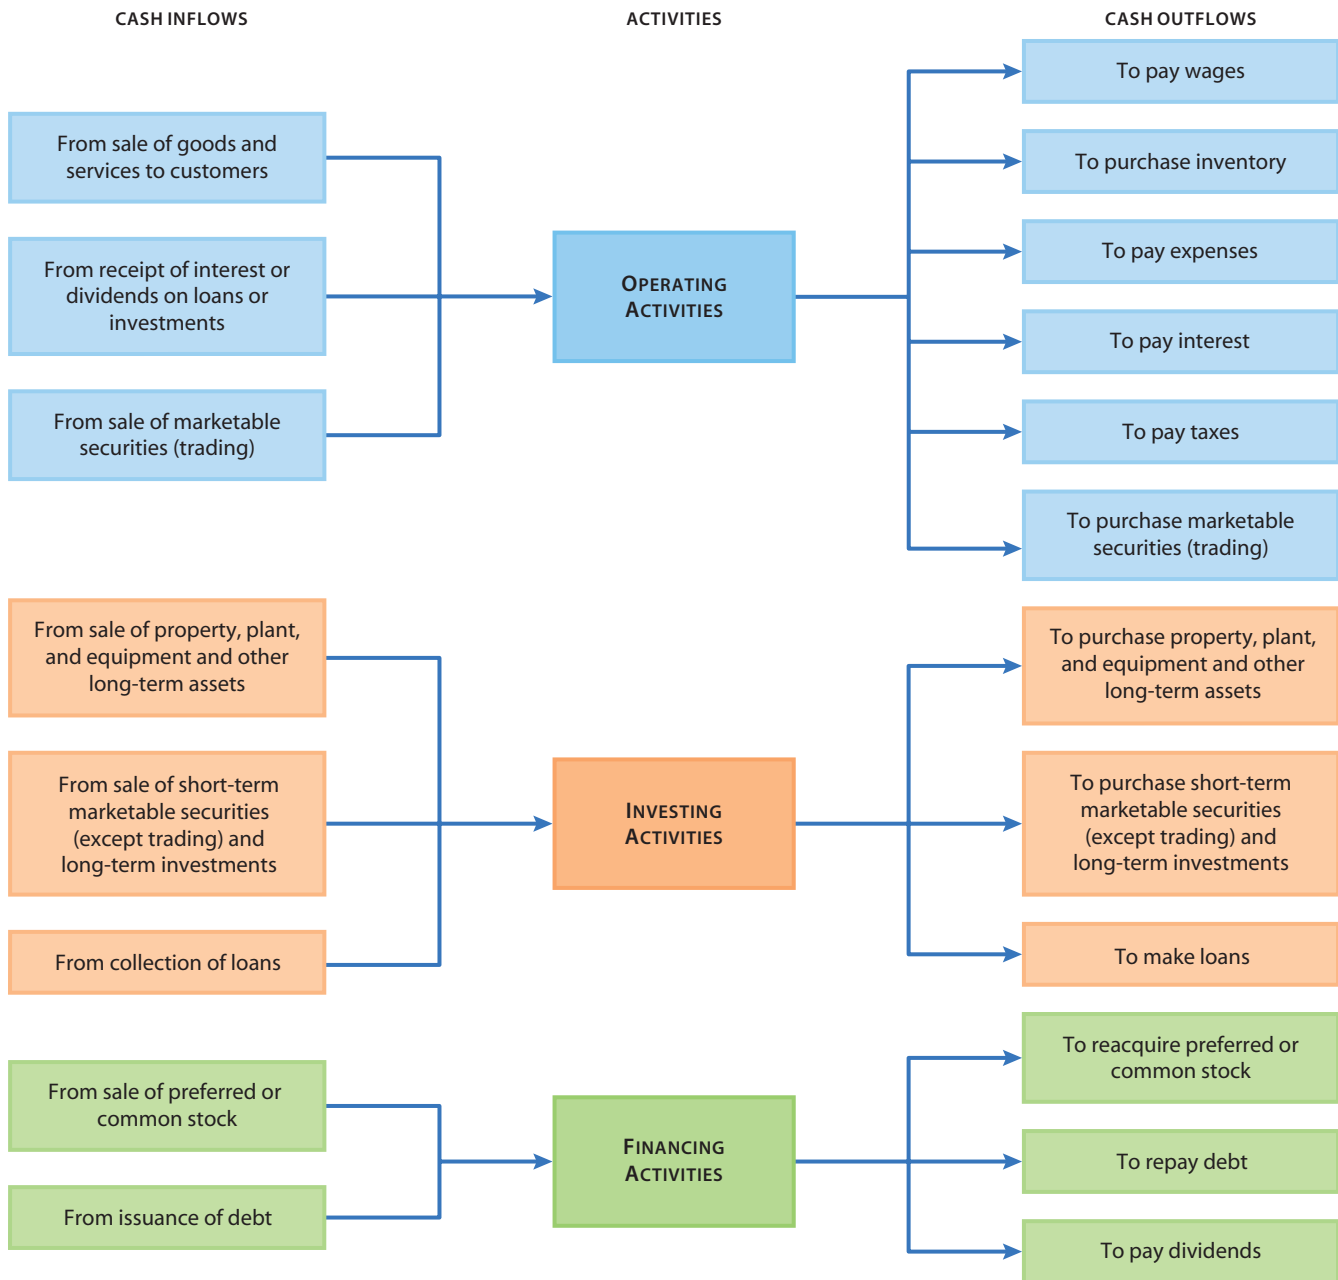 CASH INFLOWS
ACTIVITIES
CASH OUTFLOWS
From sale of goods and
services to customers
From receipt of interest or
dividends on loans or
investments
From sale of marketable
securities (trading)
OPERATING
ACTIVITIES
To pay wages
To purchase inventory
To pay expenses
To pay interest
To pay taxes
To purchase marketable
securities (trading)
From sale of property, plant,
and equipment and other
long-term assets
From sale of short-term
marketable securities
(except trading) and
long-term investments
From collection of loans
INVESTING
ACTIVITIES
To purchase property, plant,
and equipment and other
long-term assets
To purchase short-term
marketable securities
(except trading) and
long-term investments
To make loans
From sale of preferred or
common stock
From issuance of debt
FINANCING
ACTIVITIES
To reacquire preferred or
common stock
To repay debt
To pay dividends